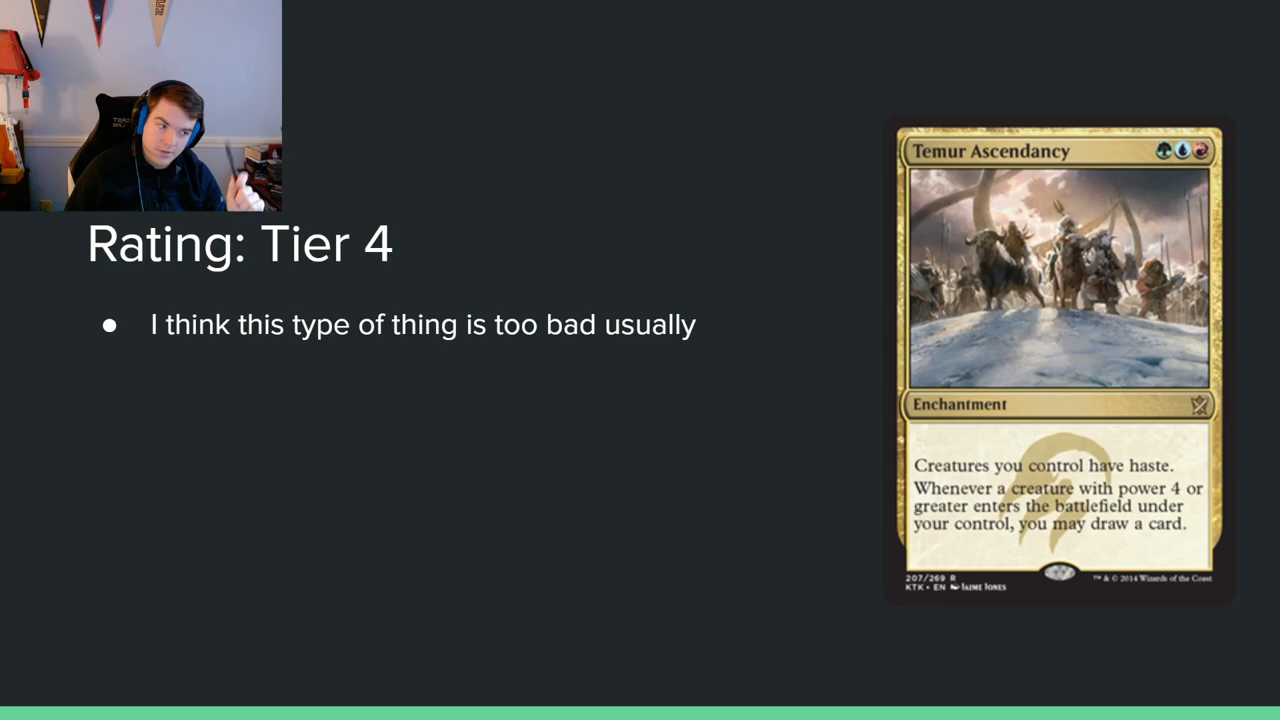 Rating: Tier 4
● I think this type of thing is too bad usually
Temur Ascendancy
Enchantment
Creatures you control have haste.
Whenever a creature with power 4 or
greater enters the battlefield under
your control, you may draw a card.
207/269 R
KTK • EN Jaime Jones
™ & © 2014 Wizards of the Coast